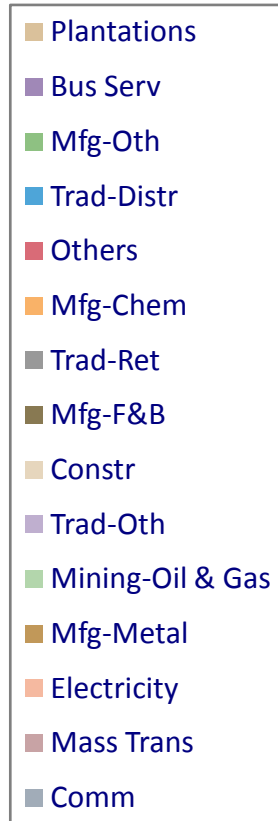 Plantations
Bus Serv
Mfg-Oth
Trad-Distr
Others
Mfg-Chem
Trad-Ret
Mfg-F&B
Constr
Trad-Oth
Mining-Oil & Gas
Mfg-Metal
Electricity
Mass Trans
Comm